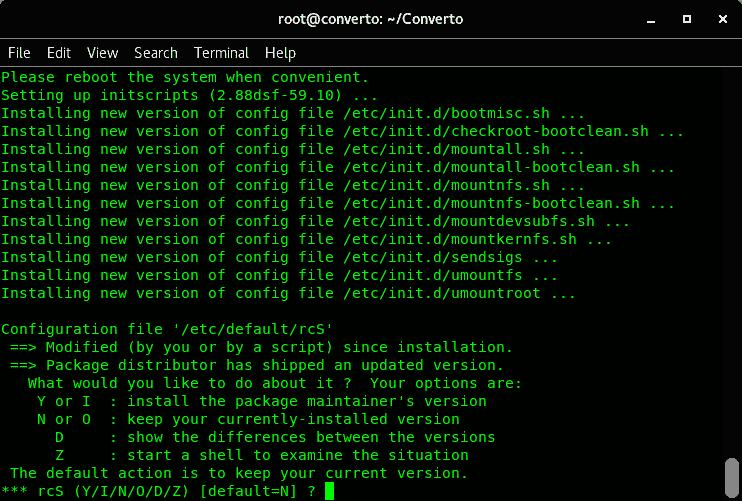 root@converto: ~/Converto
File Edit View Search Terminal Help
Please reboot the system when convenient.
Setting up initscripts (2.88dsf-59.10) ...
Installing new version of config file /etc/init.d/bootmisc.sh ...
Installing new version of config file /etc/init.d/checkroot-bootclean.sh ...
Installing new version of config file /etc/init.d/mountall.sh ...
Installing new version of config file /etc/init.d/mountall-bootclean.sh ...
Installing new version of config file /etc/init.d/mountnfs.sh ...
Installing new version of config file /etc/init.d/mountnfs-bootclean.sh ...
Installing new version of config file /etc/init.d/mountdevsubfs.sh ...
Installing new version of config file /etc/init.d/mountkernfs.sh ...
Installing new version of config file /etc/init.d/sendsigs ...
Installing new version of config file /etc/init.d/umountfs ...
Installing new version of config file /etc/init.d/umountroot ...

Configuration file '/etc/default/rcS'
 ==> Modified (by you or by a script) since installation.
 ==> Package distributor has shipped an updated version.
   What would you like to do about it ?  Your options are:
    Y or I  : install the package maintainer's version
    N or O  : keep your currently-installed version
      D     : show the differences between the versions
      Z     : start a shell to examine the situation
 The default action is to keep your current version.
*** rcS (Y/I/N/O/D/Z) [default=N] ?